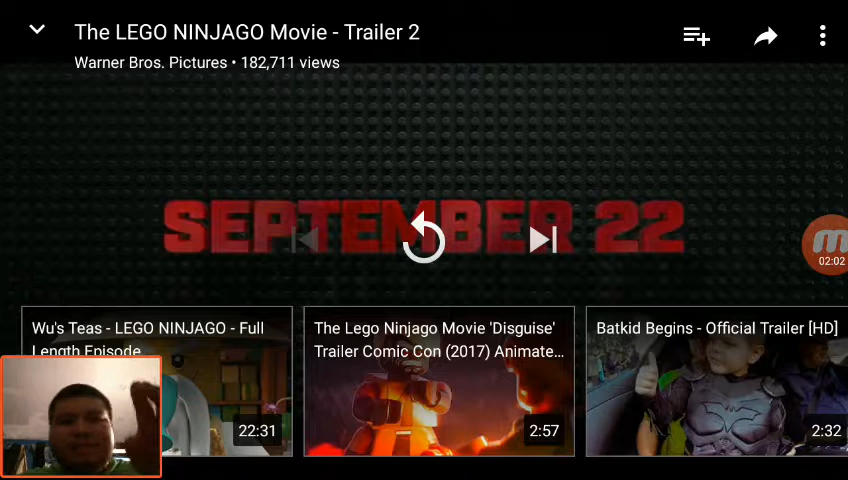 The LEGO NINJAGO Movie - Trailer 2
Warner Bros. Pictures • 182,711 views
SEPTEMBER 22
02:02
Wu's Teas - LEGO NINJAGO - Full
Length Episode
22:31
The Lego Ninjago Movie 'Disguise'
Trailer Comic Con (2017) Animate...
2:57
Batkid Begins - Official Trailer [HD]
2:32